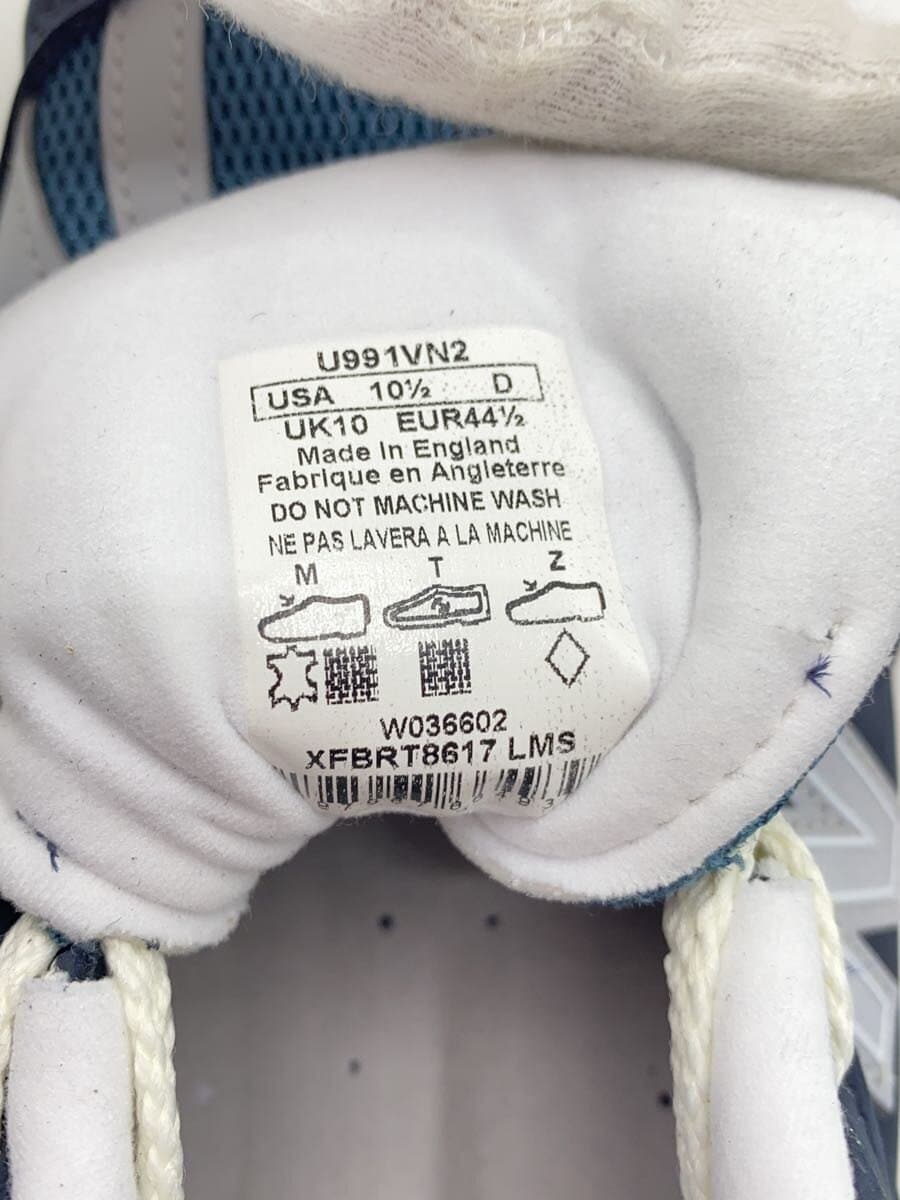 U991VN2
USA 10½ D
UK10 EUR44½
Made In England
Fabrique en Angleterre
DO NOT MACHINE WASH
NE PAS LAVERA A LA MACHINE
M T Z
W036602
XFBRT8617 LMS